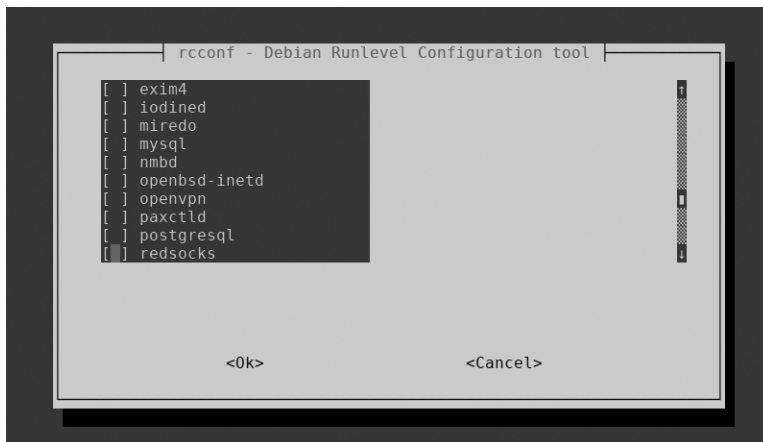 rcconf - Debian Runlevel Configuration tool
[ ] exim4
[ ] iodined
[ ] miredo
[ ] mysql
[ ] nmbd
[ ] openbsd-inetd
[ ] openvpn
[ ] paxctld
[ ] postgresql
[ ] redsocks
<Ok> <Cancel>